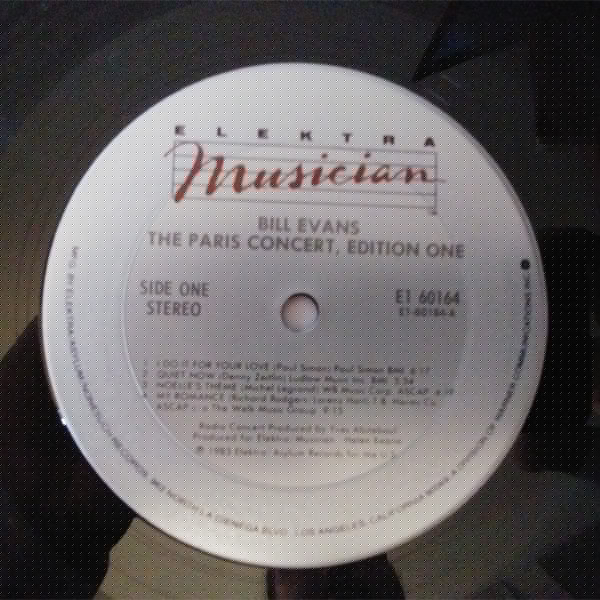 ELEKTRA
Musician
BILL EVANS
THE PARIS CONCERT, EDITION ONE
SIDE ONE
STEREO
E1 60164
E1-60164-A
1 I DO IT FOR YOUR LOVE (Paul Simon) Paul Simon BMI 6:17
2 QUIET NOW (Denny Zeitlin) Ludlow Music Inc. BMI 5:54
3 NOELLE'S THEME (Michel Legrand) WB Music Corp. ASCAP
4 MY ROMANCE (Richard Rodgers/Lorenz Hart) T.B. Harms Co.
ASCAP c/o The Welk Music Group 9:15
Radio Concert Produced by Yves Abiteboul
Produced for Elektra/Musician: Helen Keane
℗ 1983 Elektra/Asylum Records for the U.S.
MFG. BY ELEKTRA/ASYLUM/NONESUCH RECORDS, 962 NORTH LA CIENEGA BLVD., LOS ANGELES, CALIFORNIA 90069. A DIVISION OF WARNER COMMUNICATIONS INC.